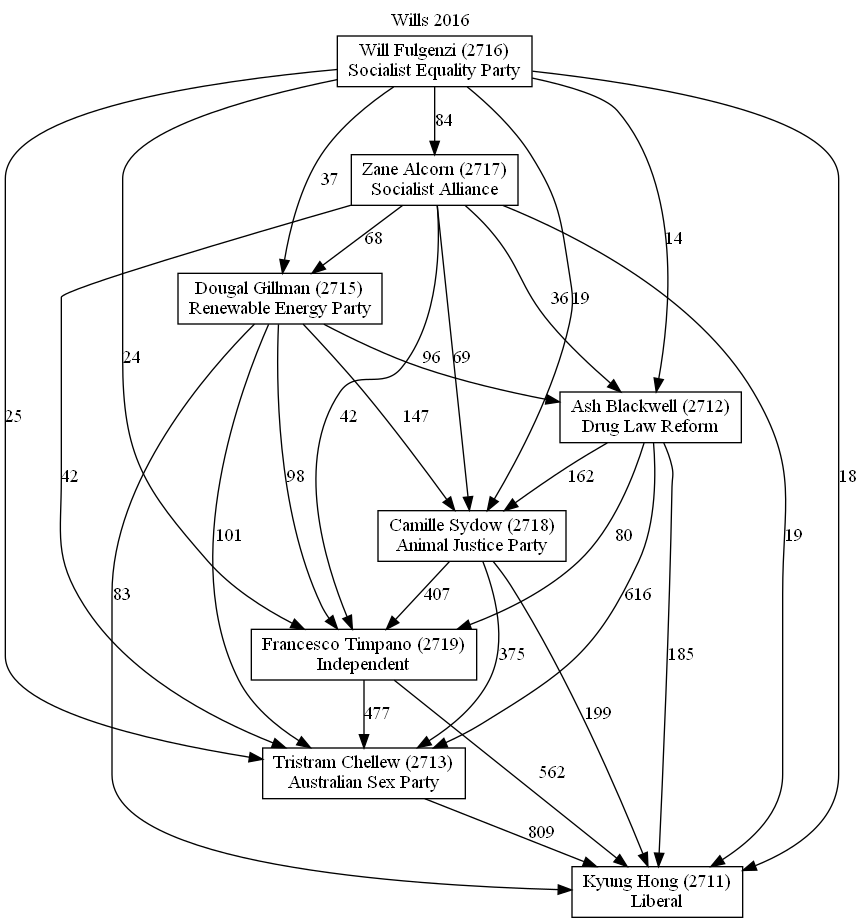 Wills 2016
Will Fulgenzi (2716)
Socialist Equality Party
84
Zane Alcorn (2717)
Socialist Alliance
37
68
14
Dougal Gillman (2715)
Renewable Energy Party
36
19
24
96
69
Ash Blackwell (2712)
Drug Law Reform
25
42
147
42
98
162
18
Camille Sydow (2718)
Animal Justice Party
101
80
19
83
407
616
Francesco Timpano (2719)
Independent
375
185
477
199
Tristram Chellew (2713)
Australian Sex Party
562
809
Kyung Hong (2711)
Liberal